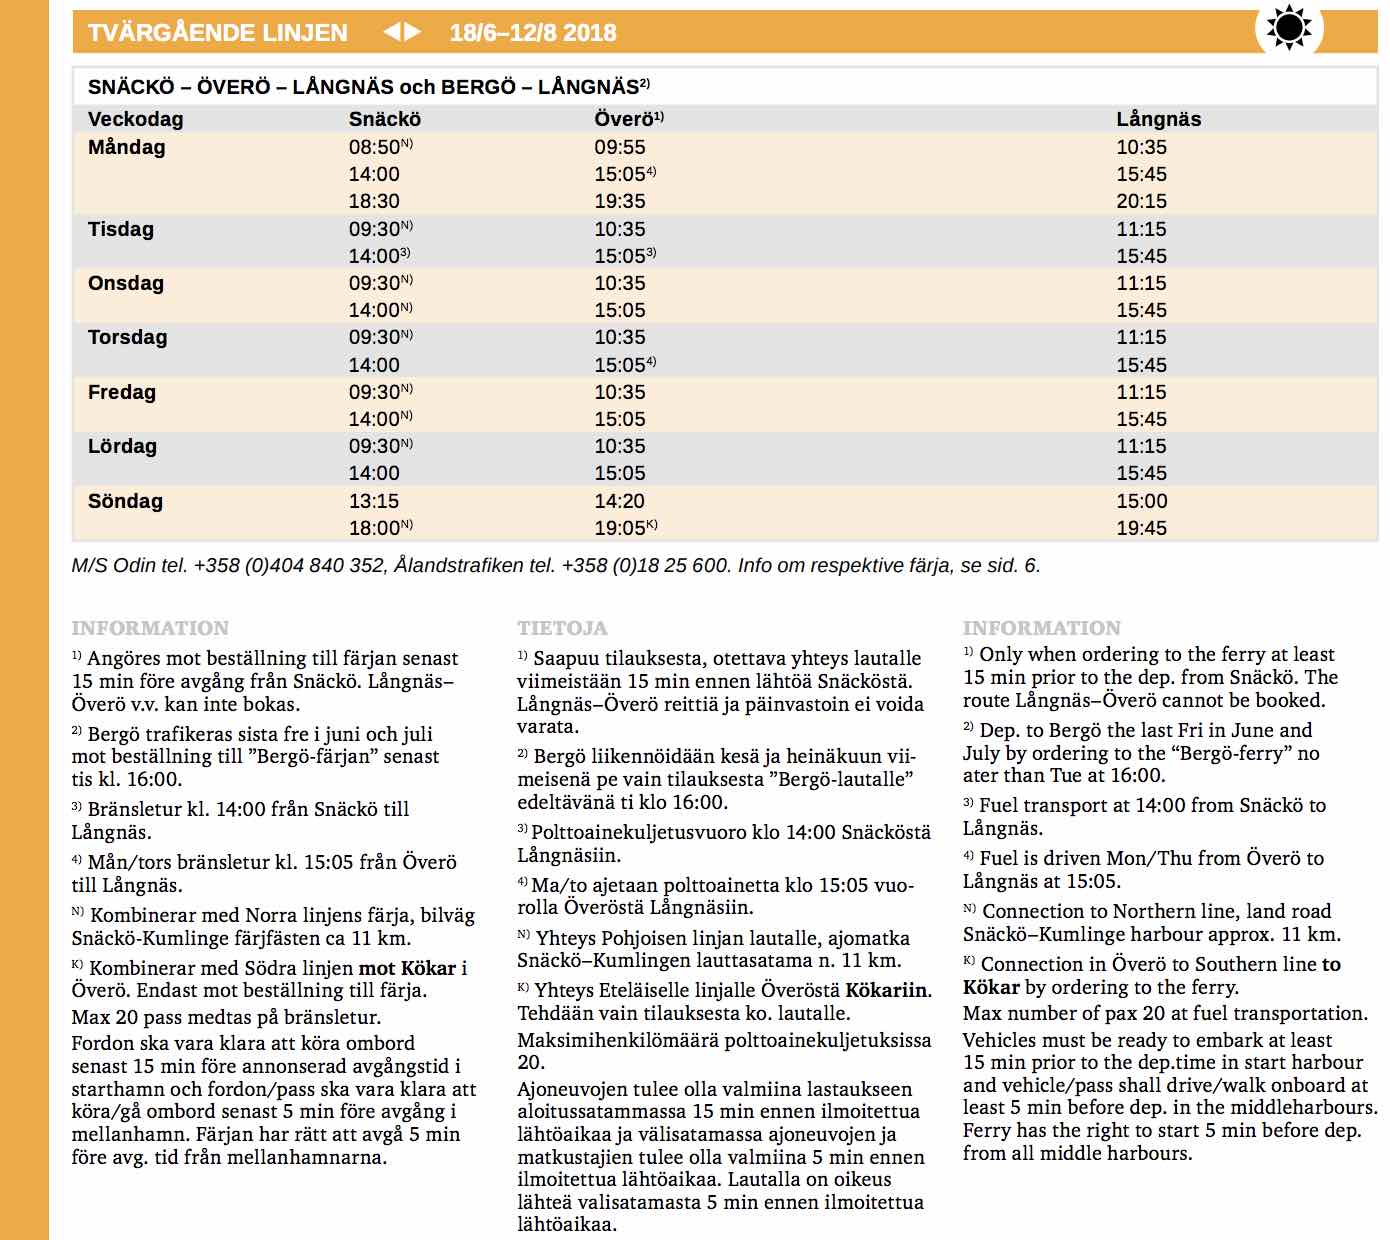 TVÄRGÅENDE LINJEN ◀▶ 18/6–12/8 2018
SNÄCKÖ – ÖVERÖ – LÅNGNÄS och BERGÖ – LÅNGNÄS2)
Veckodag Snäckö Överö1) Långnäs
Måndag 08:50N) 09:55 10:35
14:00 15:054) 15:45
18:30 19:35 20:15
Tisdag 09:30N) 10:35 11:15
14:003) 15:053) 15:45
Onsdag 09:30N) 10:35 11:15
14:00N) 15:05 15:45
Torsdag 09:30N) 10:35 11:15
14:00 15:054) 15:45
Fredag 09:30N) 10:35 11:15
14:00N) 15:05 15:45
Lördag 09:30N) 10:35 11:15
14:00 15:05 15:45
Söndag 13:15 14:20 15:00
18:00N) 19:05K) 19:45
M/S Odin tel. +358 (0)404 840 352, Ålandstrafiken tel. +358 (0)18 25 600. Info om respektive färja, se sid. 6.
INFORMATION
1) Angöres mot beställning till färjan senast
15 min före avgång från Snäckö. Långnäs–
Överö v.v. kan inte bokas.
2) Bergö trafikeras sista fre i juni och juli
mot beställning till ”Bergö-färjan” senast
tis kl. 16:00.
3) Bränsletur kl. 14:00 från Snäckö till
Långnäs.
4) Mån/tors bränsletur kl. 15:05 från Överö
till Långnäs.
N) Kombinerar med Norra linjens färja, bilväg
Snäckö-Kumlinge färjfästen ca 11 km.
K) Kombinerar med Södra linjen mot Kökar i
Överö. Endast mot beställning till färja.
Max 20 pass medtas på bränsletur.
Fordon ska vara klara att köra ombord
senast 15 min före annonserad avgångstid i
starthamn och fordon/pass ska vara klara att
köra/gå ombord senast 5 min före avgång i
mellanhamn. Färjan har rätt att avgå 5 min
före avg. tid från mellanhamnarna.
TIETOJA
1) Saapuu tilauksesta, otettava yhteys lautalle
viimeistään 15 min ennen lähtöä Snäcköstä.
Långnäs–Överö reittiä ja päinvastoin ei voida
varata.
2) Bergö liikennöidään kesä ja heinäkuun vii-
meisenä pe vain tilauksesta ”Bergö-lautalle”
edeltävänä ti klo 16:00.
3) Polttoainekuljetusvuoro klo 14:00 Snäcköstä
Långnäsiin.
4) Ma/to ajetaan polttoainetta klo 15:05 vuo-
rolla Överöstä Långnäsiin.
N) Yhteys Pohjoisen linjan lautalle, ajomatka
Snäckö–Kumlingen lauttasatama n. 11 km.
K) Yhteys Eteläiselle linjalle Överöstä Kökariin.
Tehdään vain tilauksesta ko. lautalle.
Maksimihenkilömäärä polttoainekuljetuksissa
20.
Ajoneuvojen tulee olla valmiina lastaukseen
aloitussatammassa 15 min ennen ilmoitettua
lähtöaikaa ja välisatamassa ajoneuvojen ja
matkustajien tulee olla valmiina 5 min ennen
ilmoitettua lähtöaikaa. Lautalla on oikeus
lähteä valisatamasta 5 min ennen ilmoitettua
lähtöaikaa.
INFORMATION
1) Only when ordering to the ferry at least
15 min prior to the dep. from Snäckö. The
route Långnäs–Överö cannot be booked.
2) Dep. to Bergö the last Fri in June and
July by ordering to the “Bergö-ferry” no
ater than Tue at 16:00.
3) Fuel transport at 14:00 from Snäckö to
Långnäs.
4) Fuel is driven Mon/Thu from Överö to
Långnäs at 15:05.
N) Connection to Northern line, land road
Snäckö–Kumlinge harbour approx. 11 km.
K) Connection in Överö to Southern line to
Kökar by ordering to the ferry.
Max number of pax 20 at fuel transportation.
Vehicles must be ready to embark at least
15 min prior to the dep.time in start harbour
and vehicle/pass shall drive/walk onboard at
least 5 min before dep. in the middleharbours.
Ferry has the right to start 5 min before dep.
from all middle harbours.